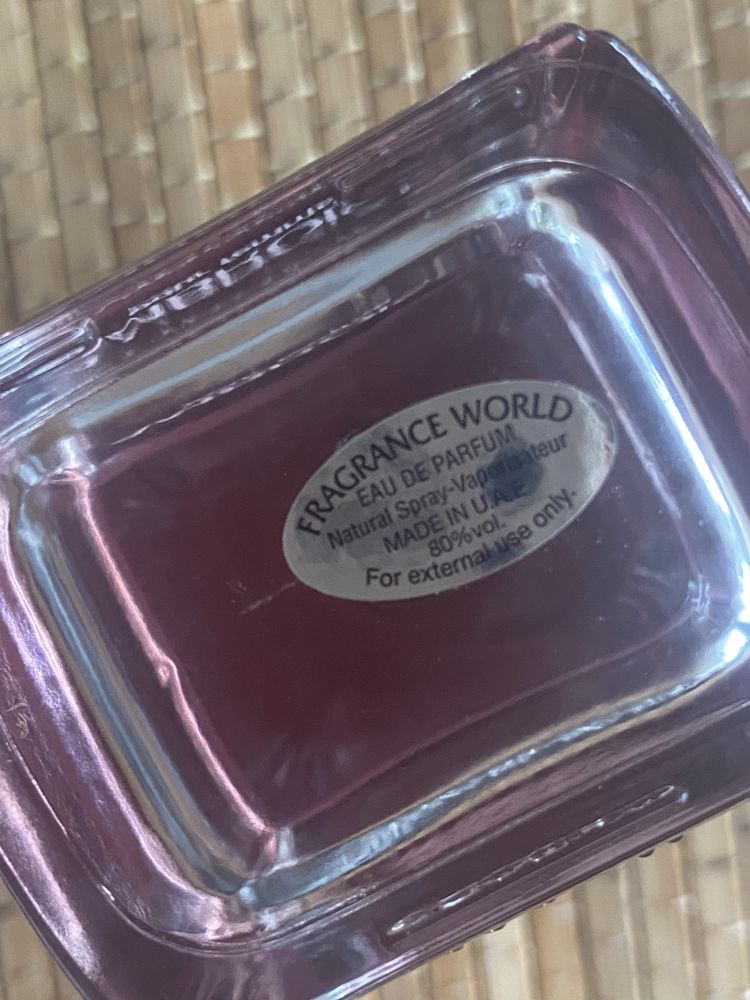 FRAGRANCE WORLD
EAU DE PARFUM
Natural Spray-Vaporisateur
MADE IN U.A.E.
80%vol.
For external use only.